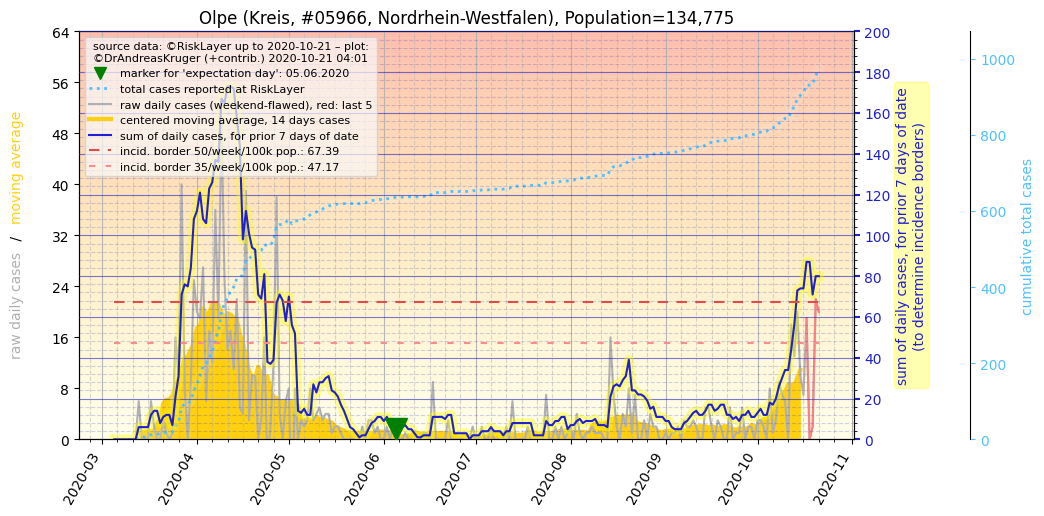 Olpe (Kreis, #05966, Nordrhein-Westfalen), Population=134,775
source data: ©RiskLayer up to 2020-10-21 – plot:
©DrAndreasKruger (+contrib.) 2020-10-21 04:01
marker for 'expectation day': 05.06.2020
total cases reported at RiskLayer
raw daily cases (weekend-flawed), red: last 5
centered moving average, 14 days cases
sum of daily cases, for prior 7 days of date
incid. border 50/week/100k pop.: 67.39
incid. border 35/week/100k pop.: 47.17
raw daily cases / moving average
64
56
48
40
32
24
16
8
0
2020-03
2020-04
2020-05
2020-06
2020-07
2020-08
2020-09
2020-10
2020-11
200
180
160
140
120
100
80
60
40
20
0
sum of daily cases, for prior 7 days of date
(to determine incidence borders)
1000
800
600
400
200
0
cumulative total cases